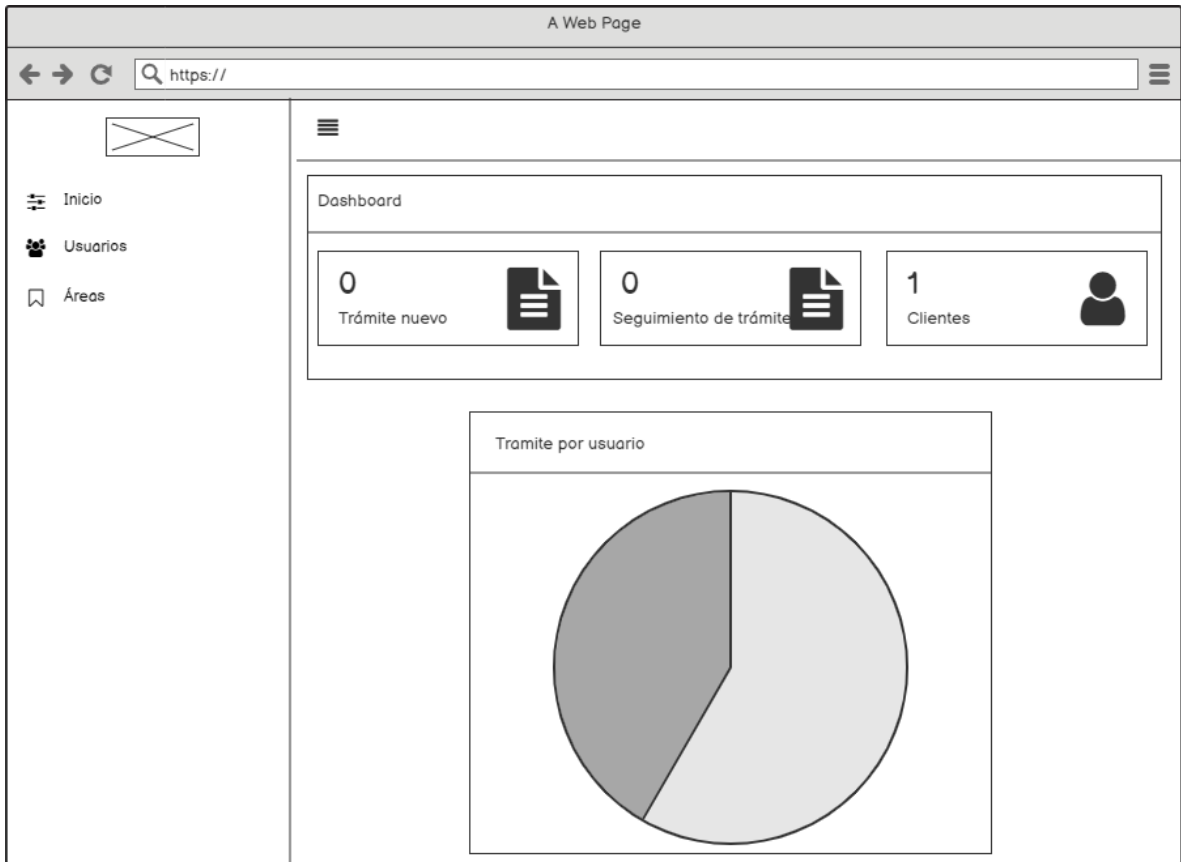 A Web Page
https://
Inicio
Usuarios
Áreas
Dashboard
0
Trámite nuevo
0
Seguimiento de trámite
1
Clientes
Tramite por usuario